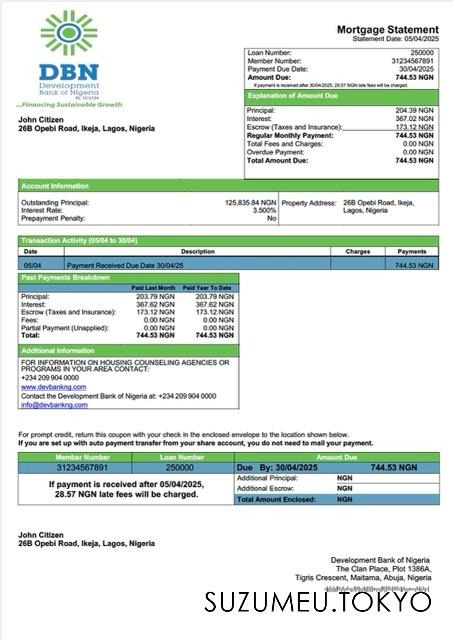 DBN
Development
Bank of Nigeria
...Financing Sustainable Growth
Mortgage Statement
Statement Date: 05/04/2025
Loan Number: 250000
Member Number: 31234567891
Payment Due Date: 30/04/2025
Amount Due: 744.53 NGN
If payment is received after 30/04/2025, 28.57 NGN late fees will be charged.
Explanation of Amount Due
Principal: 204.39 NGN
Interest: 367.02 NGN
Escrow (Taxes and Insurance): 173.12 NGN
Regular Monthly Payment: 744.53 NGN
Total Fees and Charges: 0.00 NGN
Overdue Payment: 0.00 NGN
Total Amount Due: 744.53 NGN
John Citizen
26B Opebi Road, Ikeja, Lagos, Nigeria
Account Information
Outstanding Principal: 125,835.84 NGN
Interest Rate: 3.500%
Prepayment Penalty: No
Property Address: 26B Opebi Road, Ikeja,
Lagos, Nigeria
Transaction Activity (05/04 to 30/04)
Date Description Charges Payments
05/04 Payment Received Due Date 30/04/25 744.53 NGN
Past Payments Breakdown
Paid Last Month Paid Year To Date
Principal: 203.79 NGN 203.79 NGN
Interest: 367.62 NGN 367.62 NGN
Escrow (Taxes and Insurance): 173.12 NGN 173.12 NGN
Fees: 0.00 NGN 0.00 NGN
Partial Payment (Unapplied): 0.00 NGN 0.00 NGN
Total: 744.53 NGN 744.53 NGN
Additional Information
FOR INFORMATION ON HOUSING COUNSELING AGENCIES OR
PROGRAMS IN YOUR AREA CONTACT:
+234 209 904 0000
www.devbankng.com
Contact the Development Bank of Nigeria at: +234 209 904 0000
info@devbankng.com
For prompt credit, return this coupon with your check in the enclosed envelope to the location shown below.
If you are set up with auto payment transfer from your share account, you do not need to mail your payment.
Member Number Loan Number Amount Due
31234567891 250000 Due By: 30/04/2025 744.53 NGN
If payment is received after 05/04/2025,
28.57 NGN late fees will be charged.
Additional Principal: NGN
Additional Escrow: NGN
Total Amount Enclosed: NGN
John Citizen
26B Opebi Road, Ikeja, Lagos, Nigeria
Development Bank of Nigeria
The Clan Place, Plot 1386A,
Tigris Crescent, Maitama, Abuja, Nigeria
SUZUMEU.TOKYO